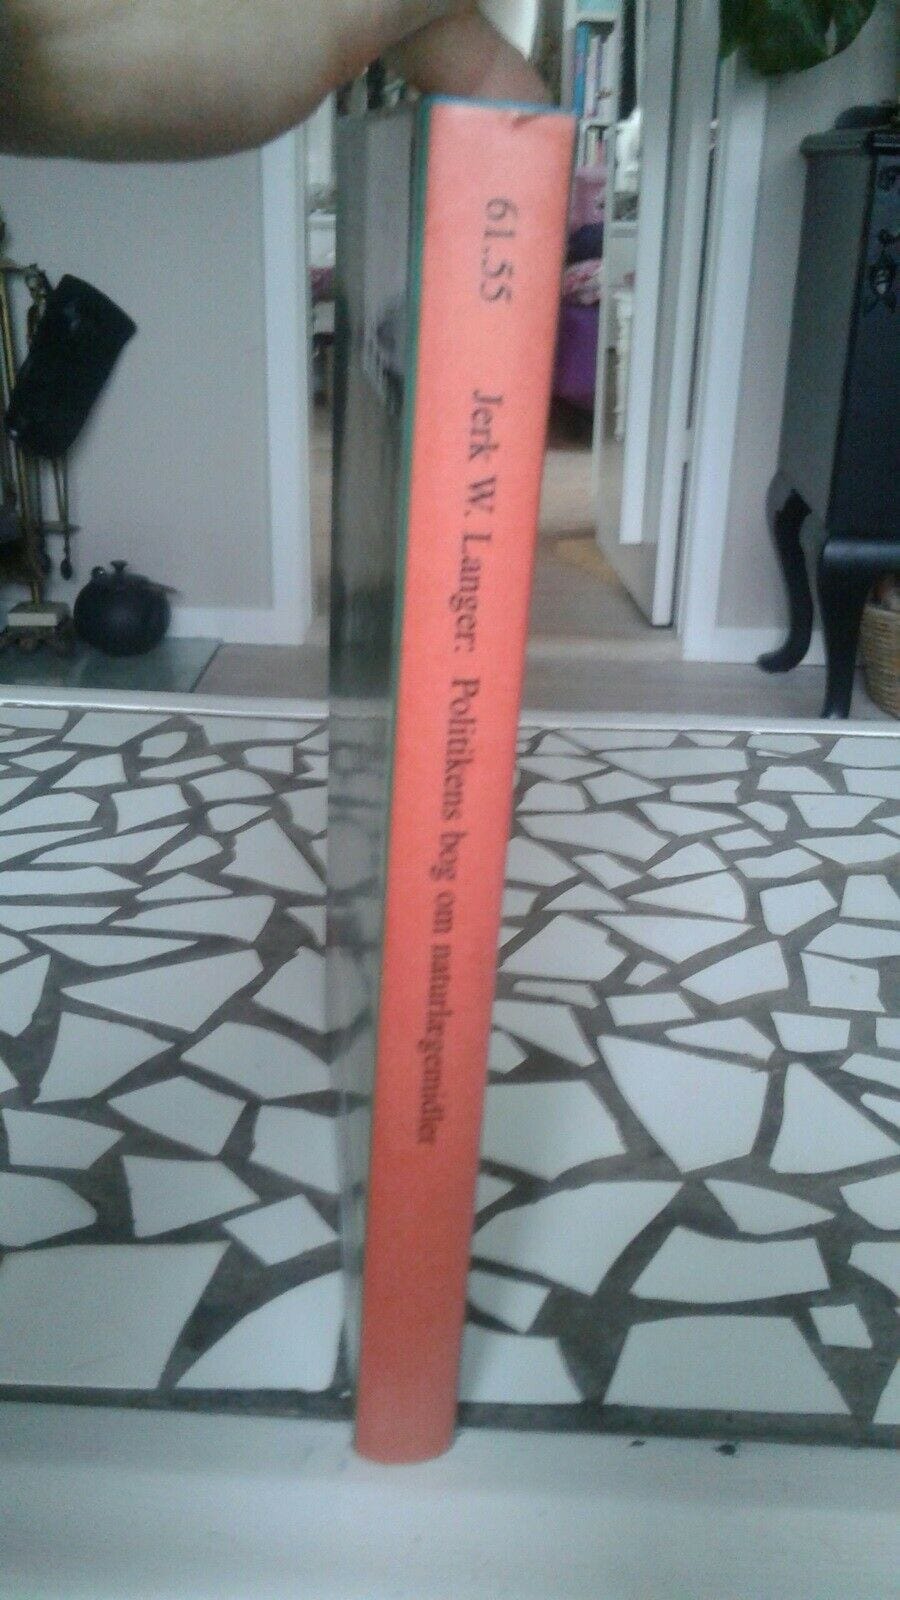 61.55 Jerk W. Langer: Politikens bog om naturlægemidler